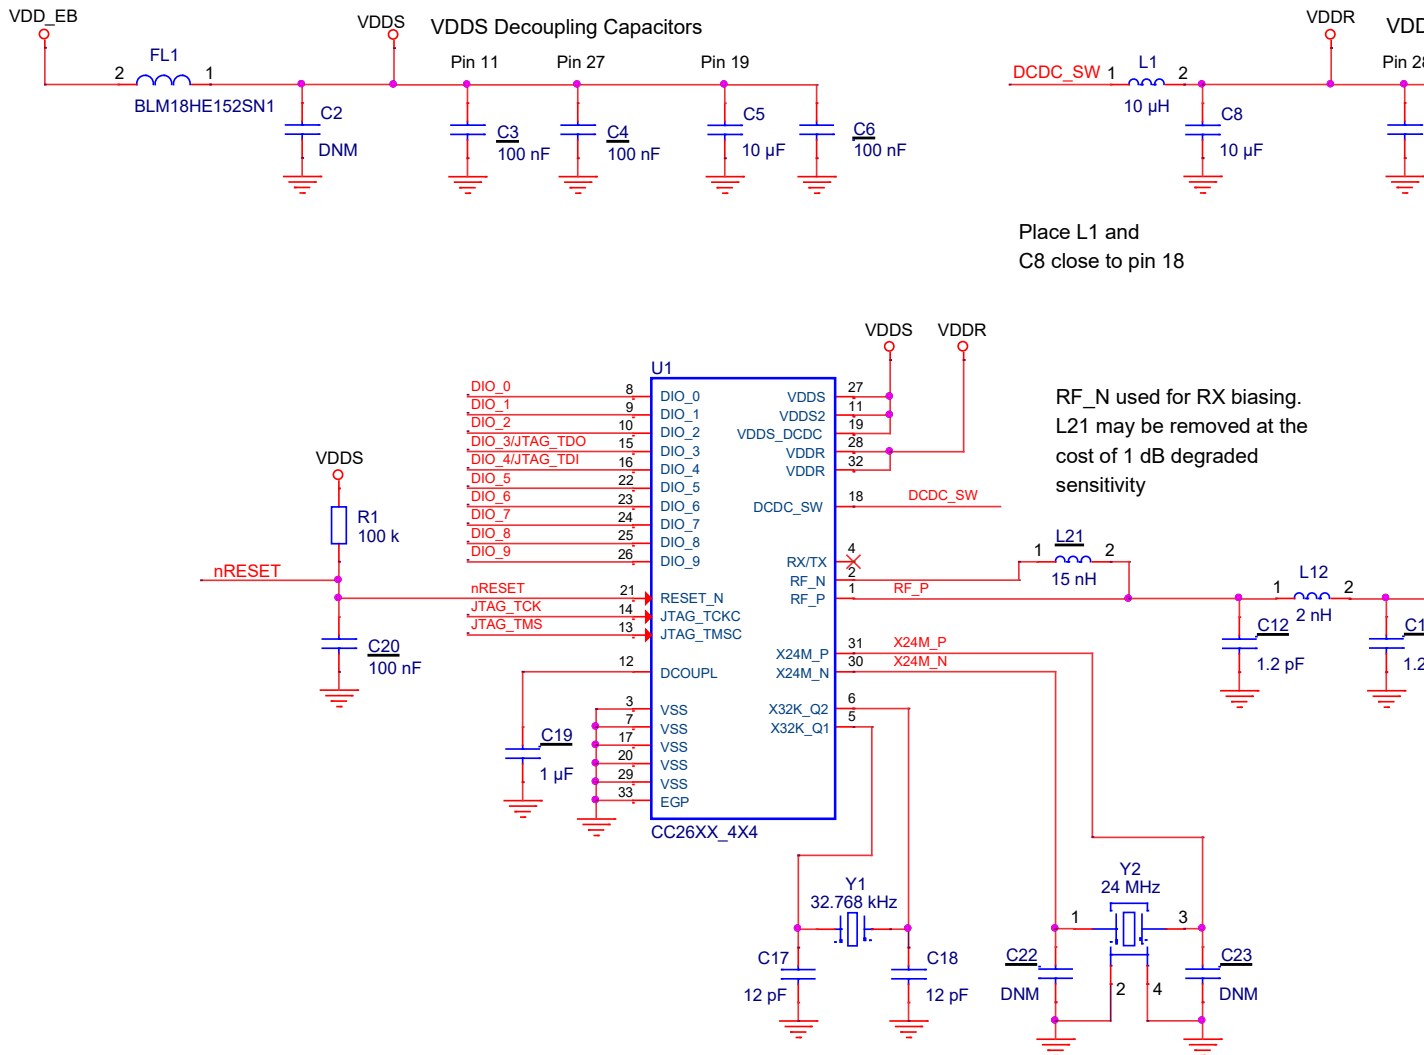 VDD_EB
VDDS
VDDS Decoupling Capacitors
VDDR
VDD
FL1
2
1
BLM18HE152SN1
Pin 11
Pin 27
Pin 19
Pin 28
DCDC_SW
1
L1
2
10 µH
C2
DNM
C3
100 nF
C4
100 nF
C5
10 µF
C6
100 nF
C8
10 µF
Place L1 and
C8 close to pin 18
VDDS
VDDR
U1
DIO_0
8
DIO_0
DIO_1
9
DIO_1
DIO_2
10
DIO_2
DIO_3/JTAG_TDO
15
DIO_3
DIO_4/JTAG_TDI
16
DIO_4
DIO_5
22
DIO_5
DIO_6
23
DIO_6
DIO_7
24
DIO_7
DIO_8
25
DIO_8
DIO_9
26
DIO_9
nRESET
21
RESET_N
JTAG_TCK
14
JTAG_TCKC
JTAG_TMS
13
JTAG_TMSC
12
DCOUPL
3
VSS
7
VSS
17
VSS
20
VSS
29
VSS
33
EGP
CC26XX_4X4
VDDS
27
VDDS2
11
VDDS_DCDC
19
VDDR
28
VDDR
32
DCDC_SW
18
DCDC_SW
RX/TX
4
RF_N
2
RF_P
1
RF_P
X24M_P
31
X24M_P
X24M_N
30
X24M_N
X32K_Q2
6
X32K_Q1
5
RF_N used for RX biasing.
L21 may be removed at the
cost of 1 dB degraded
sensitivity
VDDS
R1
100 k
nRESET
C20
100 nF
C19
1 µF
1
L21
2
15 nH
1
L12
2
2 nH
C12
1.2 pF
C1
1.2
Y1
32.768 kHz
C17
12 pF
C18
12 pF
Y2
24 MHz
1
3
2
4
C22
DNM
C23
DNM